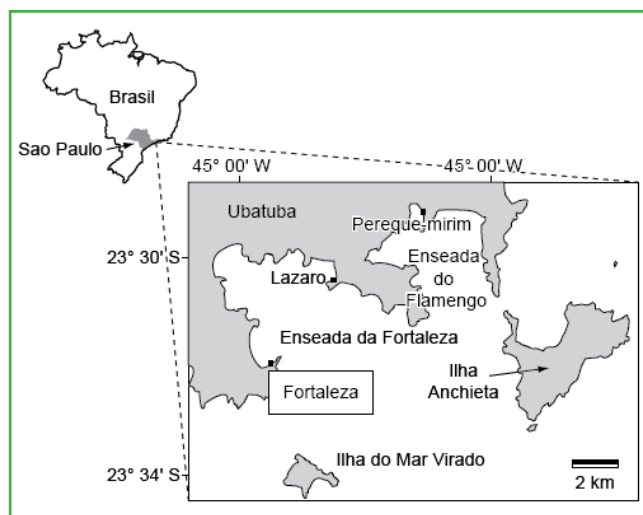 Brasil
Sao Paulo
45° 00' W
45° 00' W
Ubatuba
Pereque-mirim
23° 30' S
Lazaro
Enseada
do
Flamengo
Enseada da Fortaleza
Ilha
Anchieta
Fortaleza
Ilha do Mar Virado
23° 34' S
2 km